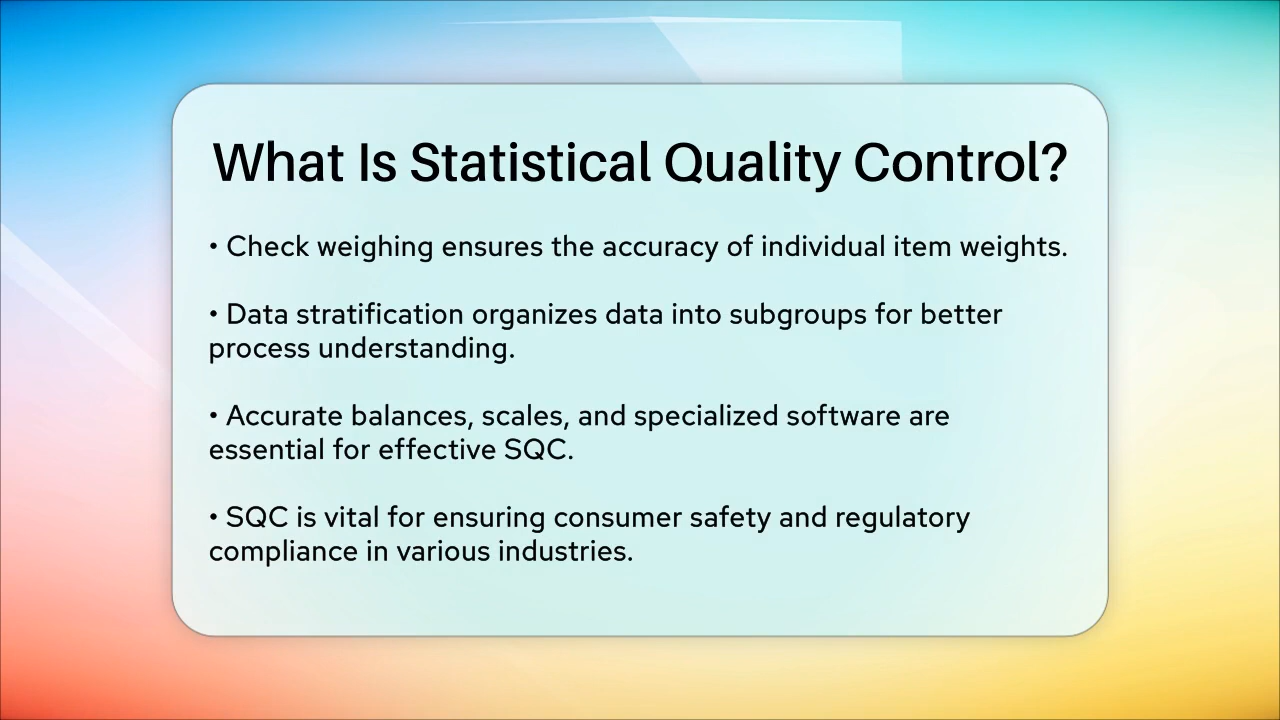 What Is Statistical Quality Control?
• Check weighing ensures the accuracy of individual item weights.
• Data stratification organizes data into subgroups for better
process understanding.
• Accurate balances, scales, and specialized software are
essential for effective SQC.
• SQC is vital for ensuring consumer safety and regulatory
compliance in various industries.